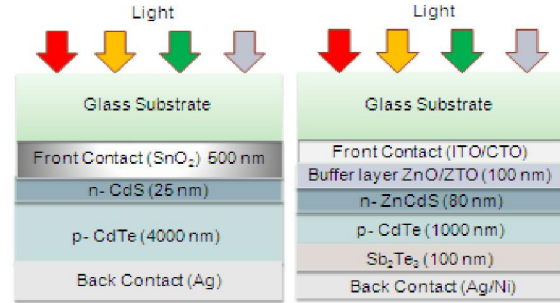 Light
Glass Substrate
Front Contact (SnO₂) 500 nm
n- CdS (25 nm)
p- CdTe (4000 nm)
Back Contact (Ag)
Light
Glass Substrate
Front Contact (ITO/CTO)
Buffer layer ZnO/ZTO (100 nm)
n- ZnCdS (80 nm)
p- CdTe (1000 nm)
Sb₂Te₃ (100 nm)
Back Contact (Ag/Ni)